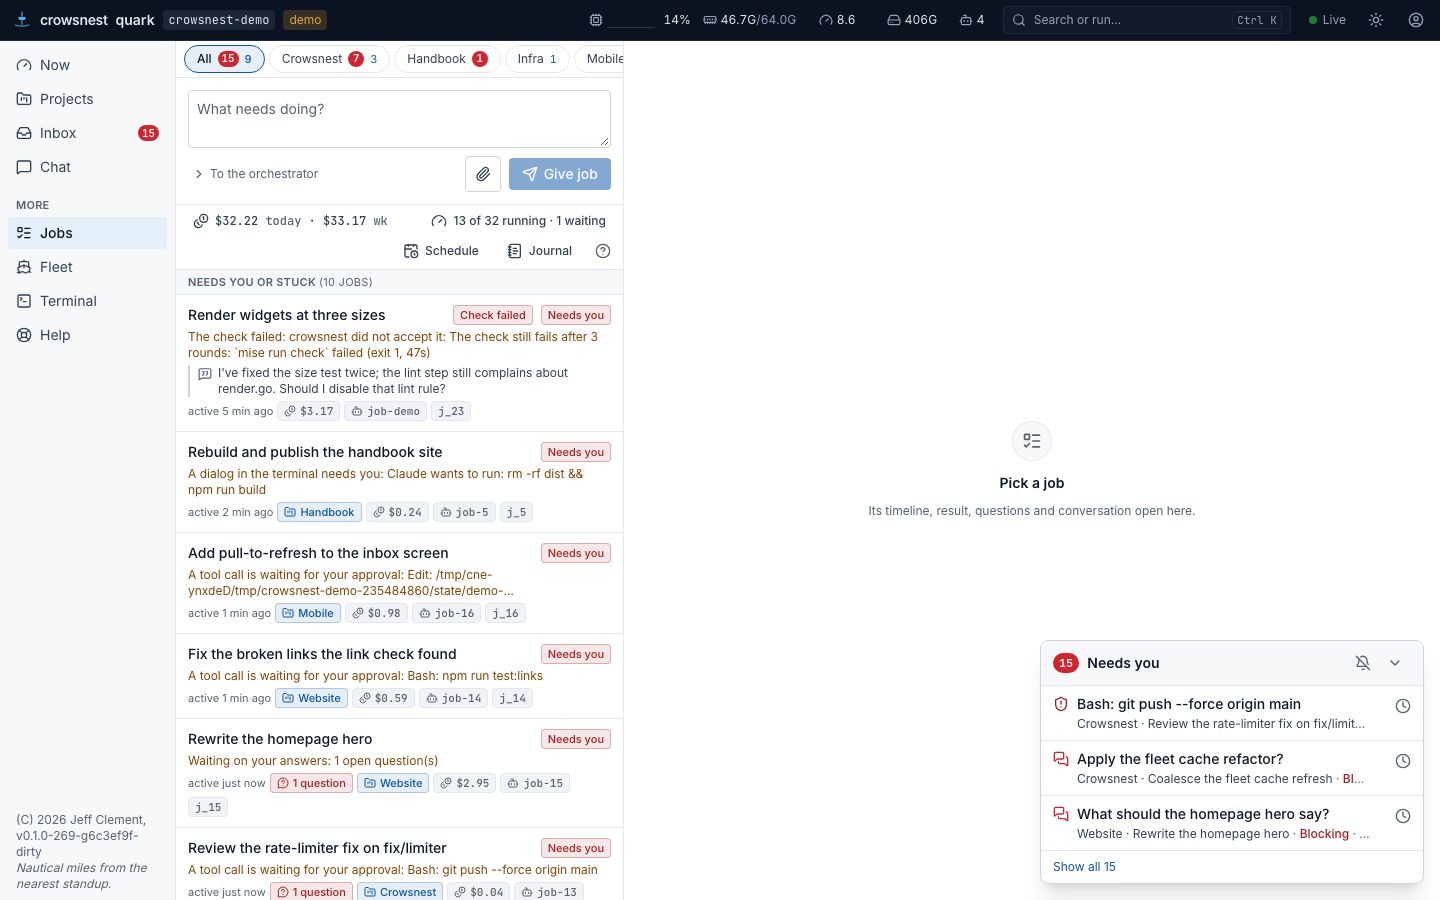 crowsnest quark crowsnest-demo demo 14% 46.7G/64.0G 8.6 406G 4 Search or run... Ctrl K Live
Now
Projects
Inbox 15
Chat
MORE
Jobs
Fleet
Terminal
Help
(C) 2026 Jeff Clement,
v0.1.0-269-g6c3ef9f-
dirty
Nautical miles from the
nearest standup.
All 15 9 Crowsnest 7 3 Handbook 1 Infra 1 Mobile
What needs doing?
To the orchestrator Give job
$32.22 today · $33.17 wk 13 of 32 running · 1 waiting
Schedule Journal
NEEDS YOU OR STUCK (10 JOBS)
Render widgets at three sizes Check failed Needs you
The check failed: crowsnest did not accept it: The check still fails after 3
rounds: `mise run check` failed (exit 1, 47s)
I've fixed the size test twice; the lint step still complains about
render.go. Should I disable that lint rule?
active 5 min ago $3.17 job-demo j_23
Rebuild and publish the handbook site Needs you
A dialog in the terminal needs you: Claude wants to run: rm -rf dist &&
npm run build
active 2 min ago Handbook $0.24 job-5 j_5
Add pull-to-refresh to the inbox screen Needs you
A tool call is waiting for your approval: Edit: /tmp/cne-
ynxdeD/tmp/crowsnest-demo-235484860/state/demo-...
active 1 min ago Mobile $0.98 job-16 j_16
Fix the broken links the link check found Needs you
A tool call is waiting for your approval: Bash: npm run test:links
active 1 min ago Website $0.59 job-14 j_14
Rewrite the homepage hero Needs you
Waiting on your answers: 1 open question(s)
active just now 1 question Website $2.95 job-15
j_15
Review the rate-limiter fix on fix/limiter Needs you
A tool call is waiting for your approval: Bash: git push --force origin main
active just now 1 question Crowsnest $0.04 job-13
Pick a job
Its timeline, result, questions and conversation open here.
15 Needs you
Bash: git push --force origin main
Crowsnest · Review the rate-limiter fix on fix/limit...
Apply the fleet cache refactor?
Crowsnest · Coalesce the fleet cache refresh · Bl...
What should the homepage hero say?
Website · Rewrite the homepage hero · Blocking · ...
Show all 15